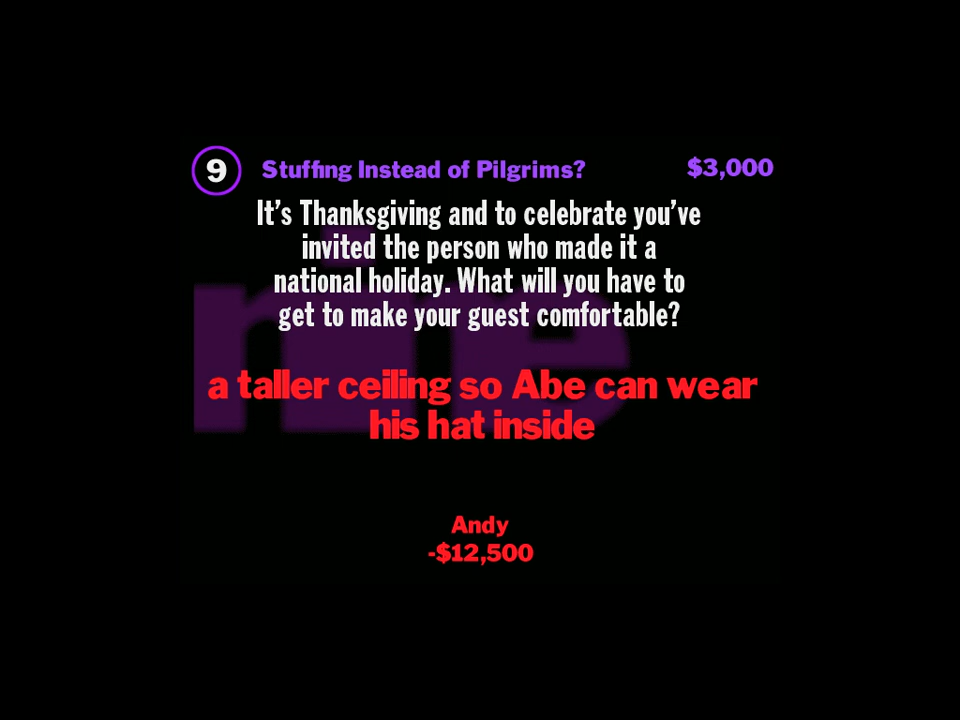 9 Stuffing Instead of Pilgrims? $3,000
It's Thanksgiving and to celebrate you've
invited the person who made it a
national holiday. What will you have to
get to make your guest comfortable?
a taller ceiling so Abe can wear
his hat inside
Andy
-$12,500